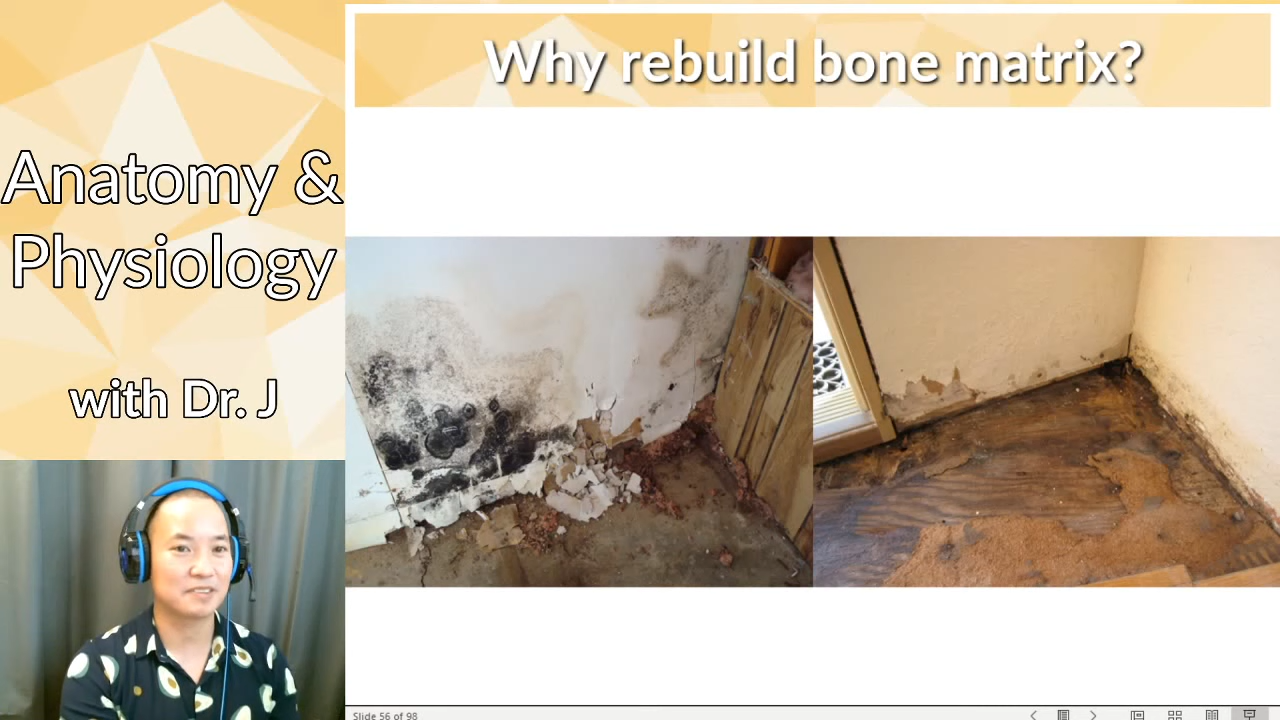 Why rebuild bone matrix?
Anatomy &
Physiology
with Dr. J
Slide 56 of 98